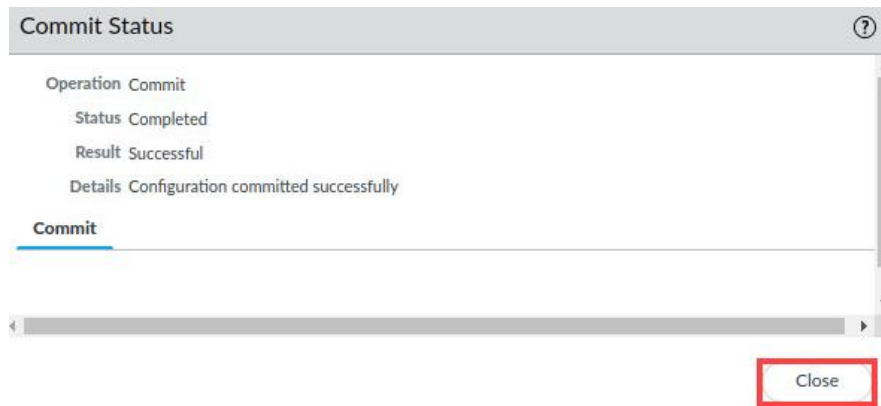 Commit Status
Operation Commit
Status Completed
Result Successful
Details Configuration committed successfully
Commit
Close